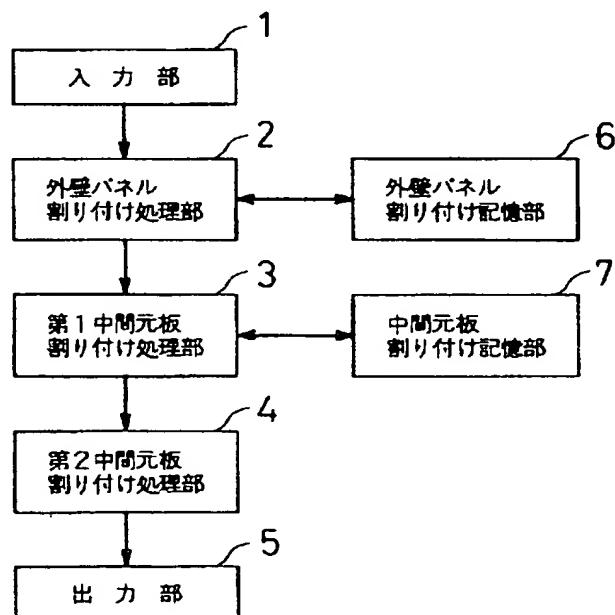 1
入力部
2
外壁パネル
割り付け処理部
6
外壁パネル
割り付け記憶部
3
第1中間元板
割り付け処理部
7
中間元板
割り付け記憶部
4
第2中間元板
割り付け処理部
5
出力部